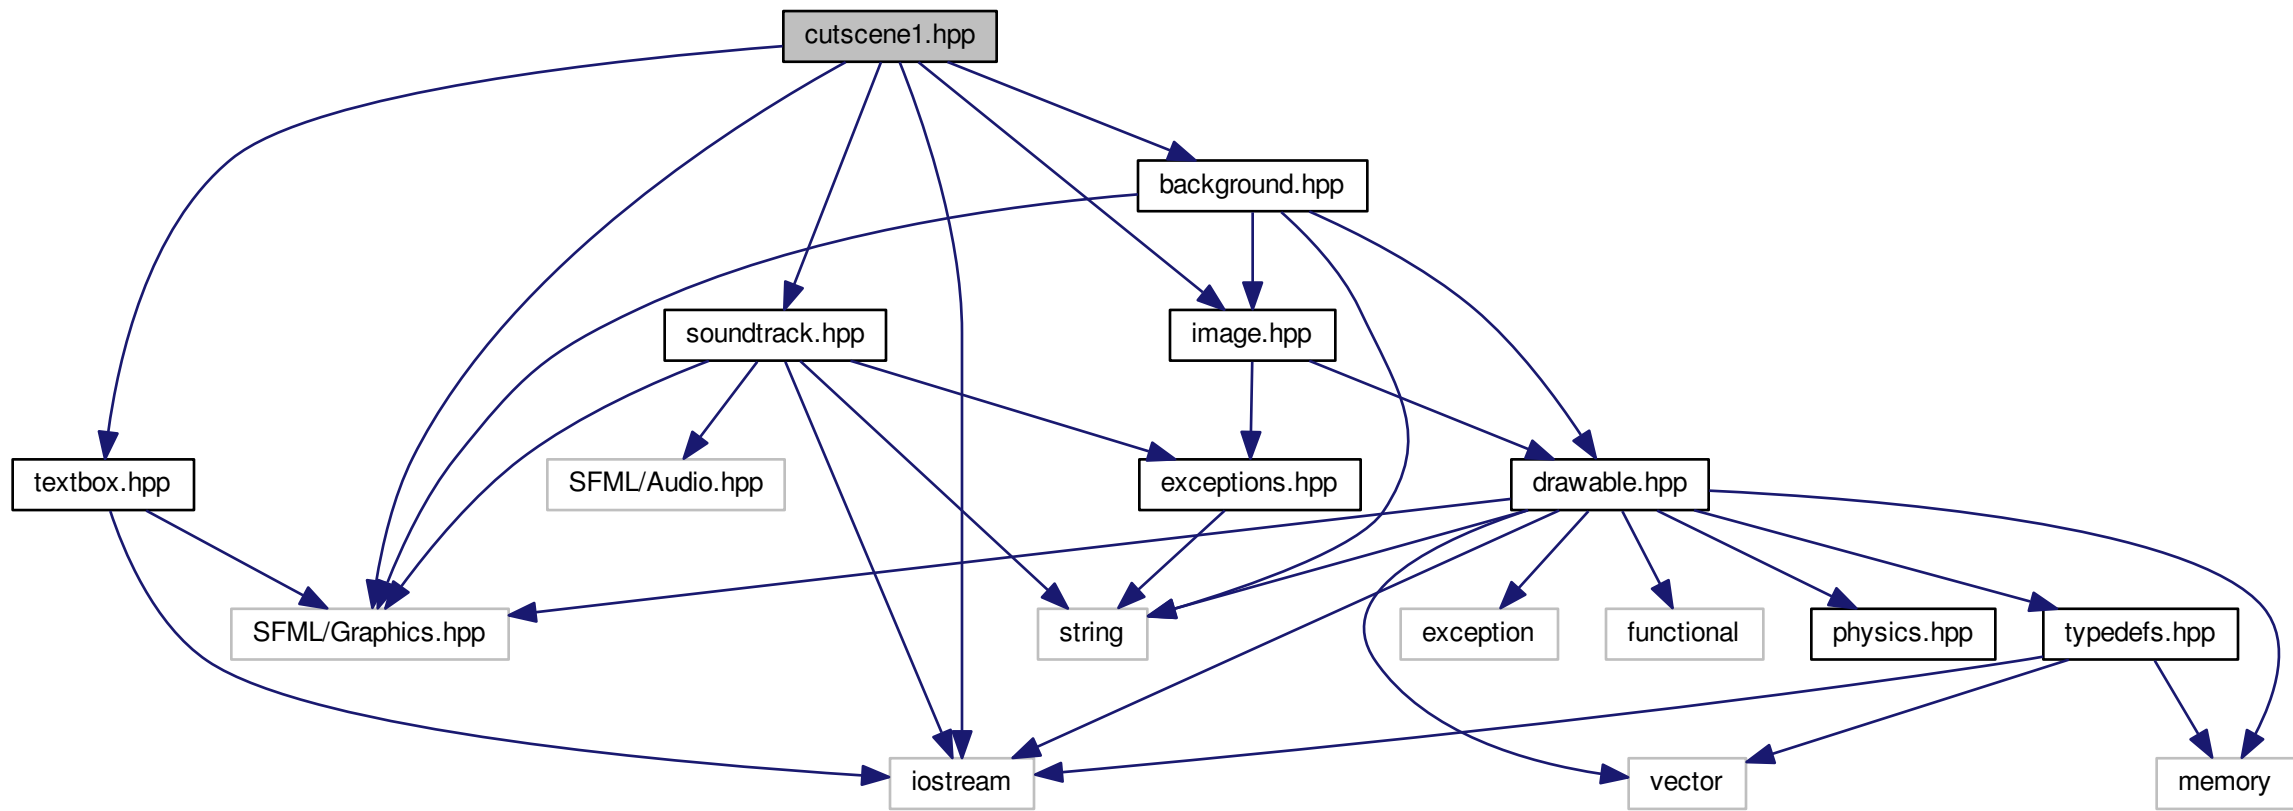 cutscene1.hpp
background.hpp
soundtrack.hpp
image.hpp
textbox.hpp
SFML/Audio.hpp
exceptions.hpp
drawable.hpp
SFML/Graphics.hpp
string
exception
functional
physics.hpp
typedefs.hpp
iostream
vector
memory